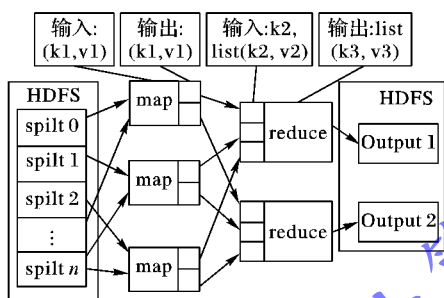 输入:
(k1,v1)
输出:
(k1,v1)
输入:k2,
list(k2, v2)
输出:list
(k3, v3)
HDFS
spilt 0
spilt 1
spilt 2
⋮
spilt n
map
map
map
reduce
reduce
HDFS
Output 1
Output 2